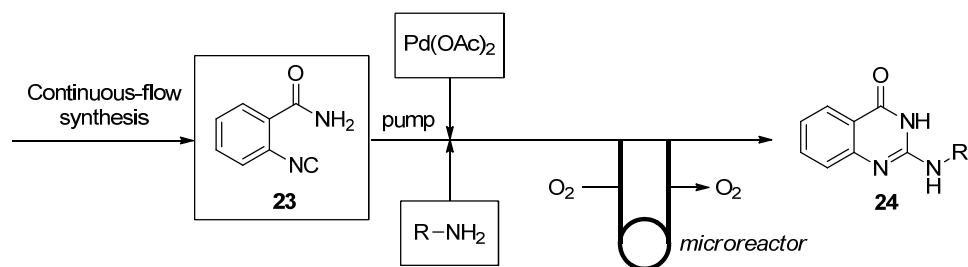 Pd(OAc)2
Continuous-flow
synthesis
O
NH2
NC
23
pump
R–NH2
O2
O2
microreactor
O
NH
N
N
H
R
24